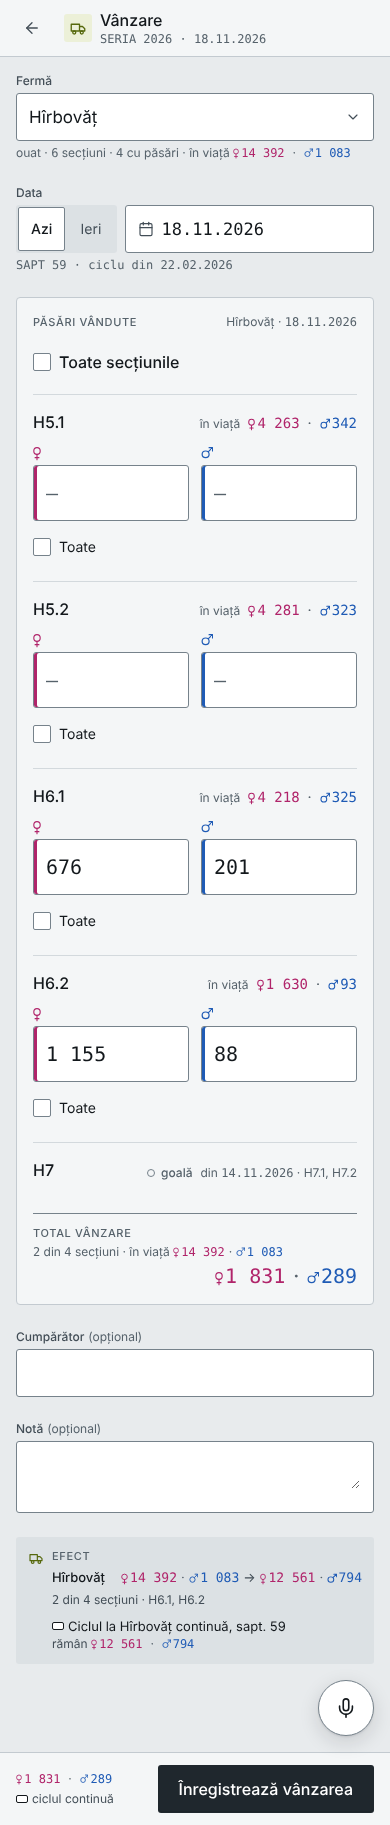 Vânzare
SERIA 2026 · 18.11.2026
Fermă
Hîrbovăț
ouat · 6 secțiuni · 4 cu păsări · în viață ♀14 392 · ♂1 083
Data
Azi Ieri 18.11.2026
SAPT 59 · ciclu din 22.02.2026
PĂSĂRI VÂNDUTE Hîrbovăț · 18.11.2026
Toate secțiunile
H5.1 în viață ♀4 263 · ♂342
♀ ♂
— —
Toate
H5.2 în viață ♀4 281 · ♂323
♀ ♂
— —
Toate
H6.1 în viață ♀4 218 · ♂325
♀ ♂
676 201
Toate
H6.2 în viață ♀1 630 · ♂93
♀ ♂
1 155 88
Toate
H7 goală din 14.11.2026 · H7.1, H7.2
TOTAL VÂNZARE
2 din 4 secțiuni · în viață ♀14 392 · ♂1 083
♀1 831 · ♂289
Cumpărător (opțional)
Notă (opțional)
EFECT
Hîrbovăț ♀14 392 · ♂1 083 → ♀12 561 · ♂794
2 din 4 secțiuni · H6.1, H6.2
Ciclul la Hîrbovăț continuă, sapt. 59
rămân ♀12 561 · ♂794
♀1 831 · ♂289
ciclul continuă
Înregistrează vânzarea